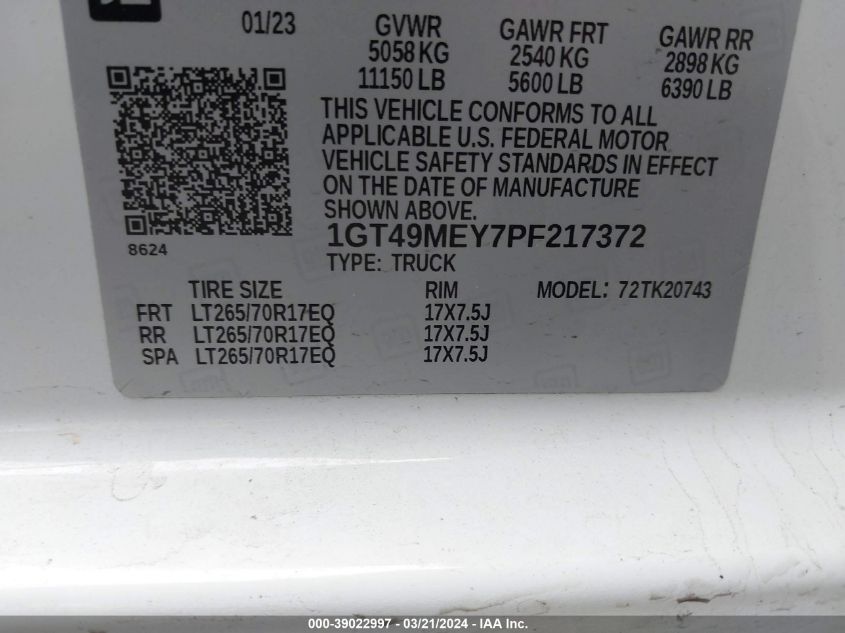 01/23 GVWR GAWR FRT GAWR RR
5058 KG 2540 KG 2898 KG
11150 LB 5600 LB 6390 LB
THIS VEHICLE CONFORMS TO ALL
APPLICABLE U.S. FEDERAL MOTOR
VEHICLE SAFETY STANDARDS IN EFFECT
ON THE DATE OF MANUFACTURE
SHOWN ABOVE.
8624
1GT49MEY7PF217372
TYPE: TRUCK
TIRE SIZE RIM MODEL: 72TK20743
FRT LT265/70R17EQ 17X7.5J
RR LT265/70R17EQ 17X7.5J
SPA LT265/70R17EQ 17X7.5J
000-39022997 - 03/21/2024 - IAAI Inc.